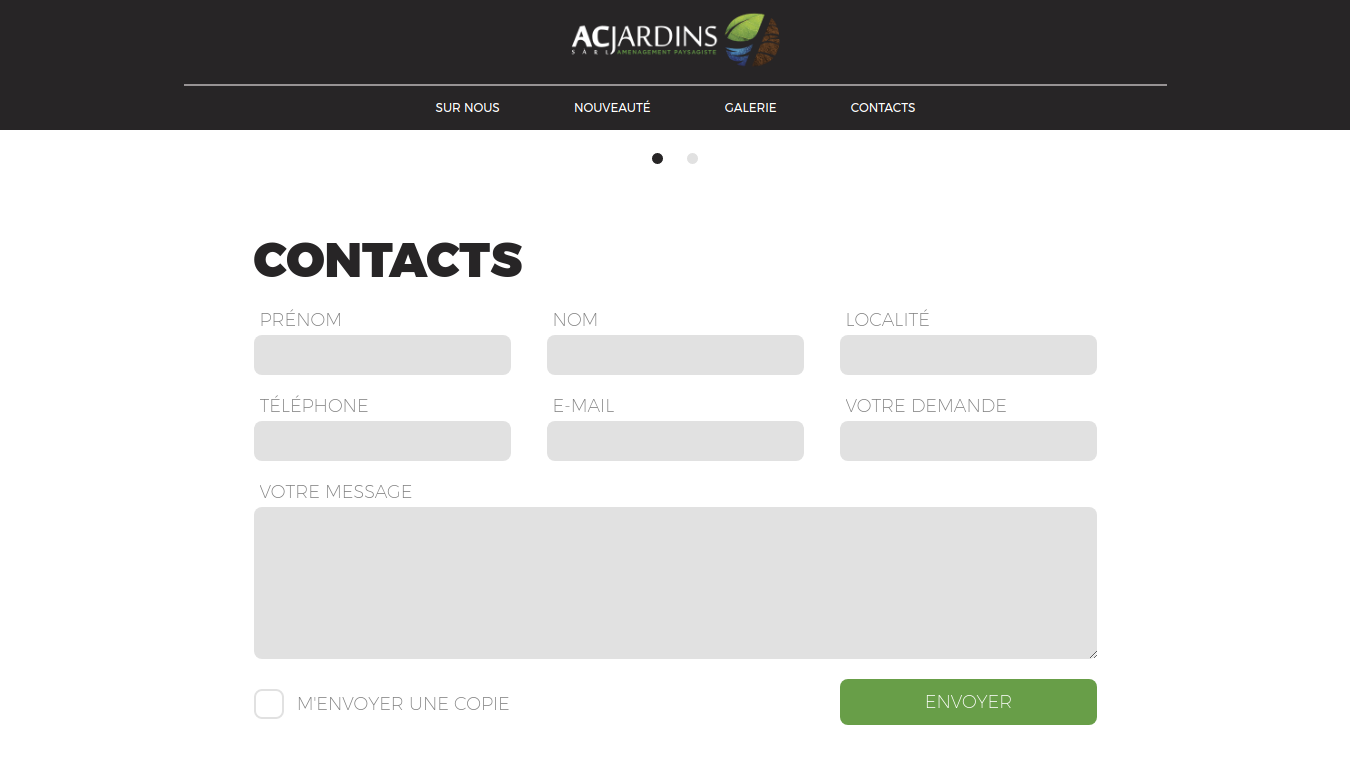 ACJARDINS
SÀRL AMÉNAGEMENT PAYSAGISTE
SUR NOUS NOUVEAUTÉ GALERIE CONTACTS
CONTACTS
PRÉNOM NOM LOCALITÉ
TÉLÉPHONE E-MAIL VOTRE DEMANDE
VOTRE MESSAGE
M'ENVOYER UNE COPIE ENVOYER